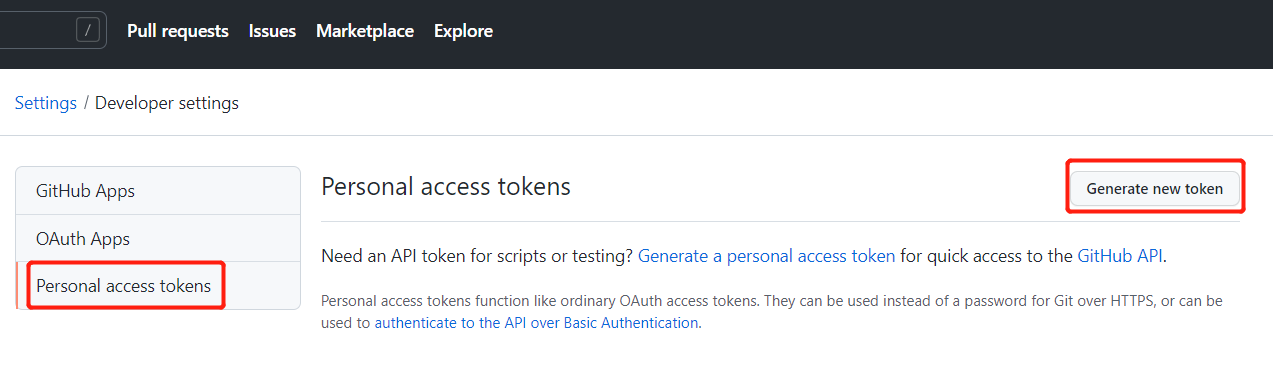 / Pull requests Issues Marketplace Explore
Settings / Developer settings
GitHub Apps
OAuth Apps
Personal access tokens
Personal access tokens
Generate new token
Need an API token for scripts or testing? Generate a personal access token for quick access to the GitHub API.
Personal access tokens function like ordinary OAuth access tokens. They can be used instead of a password for Git over HTTPS, or can be
used to authenticate to the API over Basic Authentication.